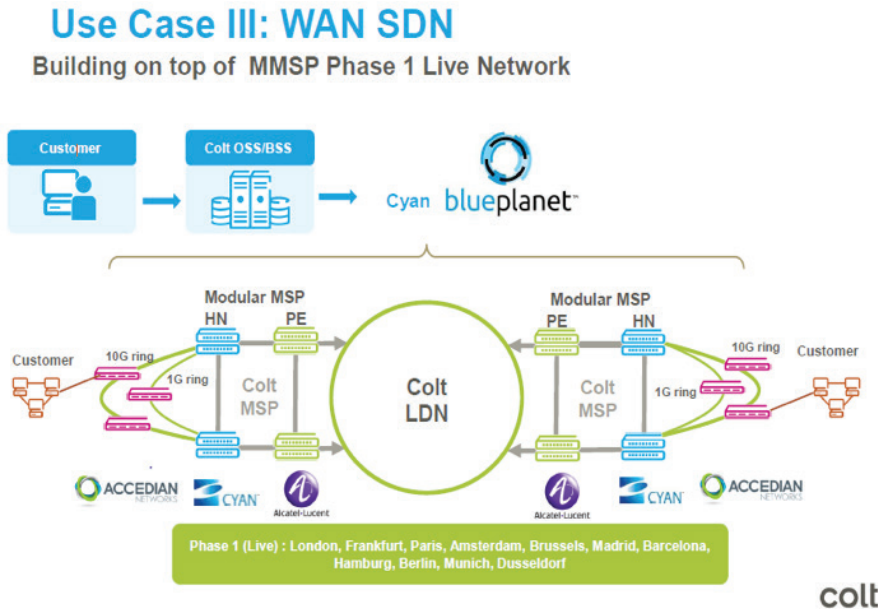 Use Case III: WAN SDN
Building on top of MMSP Phase 1 Live Network
Customer
Colt OSS/BSS
Cyan blueplanet™
Modular MSP
HN PE
Customer
10G ring
1G ring
Colt
MSP
Colt
LDN
Modular MSP
PE HN
10G ring
Customer
1G ring
Colt
MSP
ACCEDIAN
NETWORKS
CYAN™
Alcatel·Lucent
Alcatel·Lucent
CYAN™
ACCEDIAN
NETWORKS
Phase 1 (Live) : London, Frankfurt, Paris, Amsterdam, Brussels, Madrid, Barcelona,
Hamburg, Berlin, Munich, Dusseldorf
colt